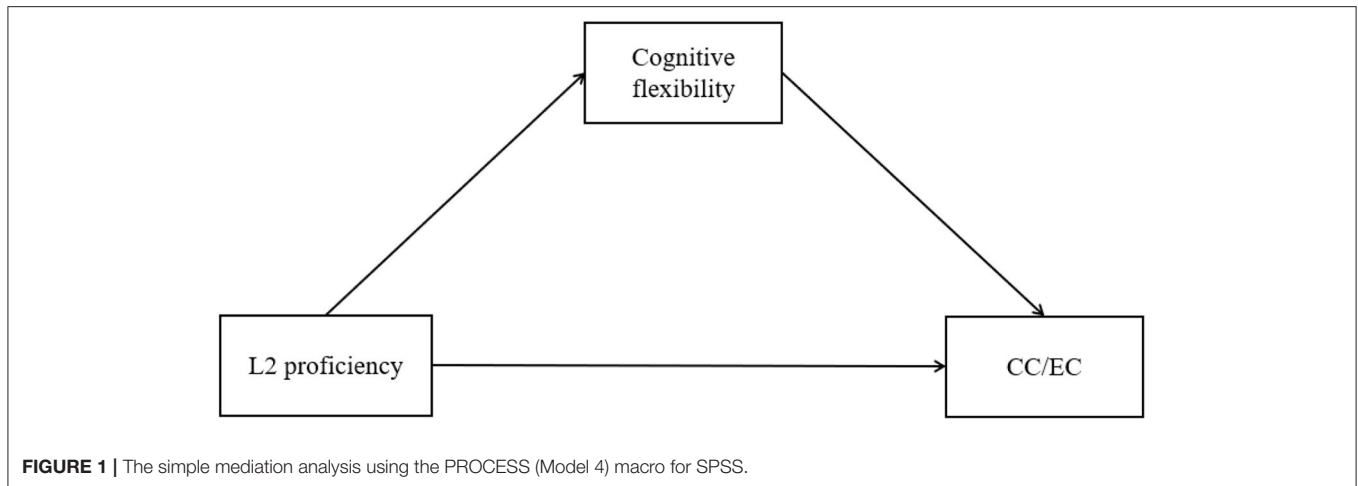 Cognitive
flexibility
L2 proficiency
CC/EC
FIGURE 1 | The simple mediation analysis using the PROCESS (Model 4) macro for SPSS.